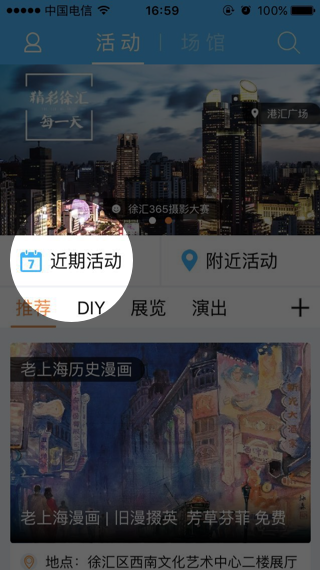 中国电信 16:59 100%
活动 | 场馆
精彩徐汇
每一天
港汇广场
徐汇365摄影大赛
7 近期活动
附近活动
推荐 DIY 展览 演出 +
老上海历史漫画
老上海漫画 | 旧漫掇英 芳草芬菲 免费
地点：徐汇区西南文化艺术中心二楼展厅